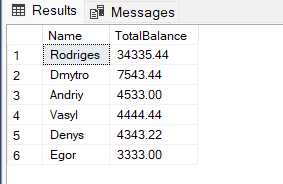 Results Messages
Name TotalBalance
1 Rodriges 34335.44
2 Dmytro 7543.44
3 Andriy 4533.00
4 Vasyl 4444.44
5 Denys 4343.22
6 Egor 3333.00